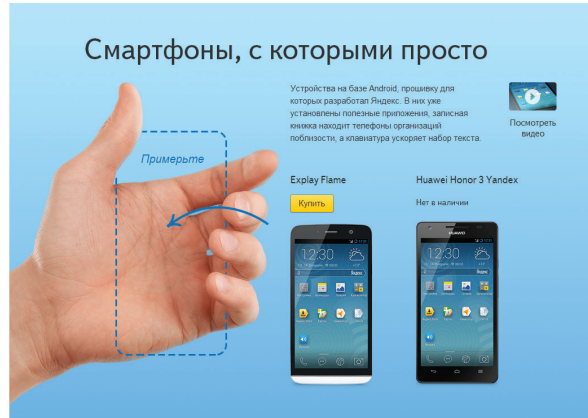 Смартфоны, с которыми просто
Устройства на базе Android, прошивку для
которых разработал Яндекс. В них уже
установлены полезные приложения, записная
книжка находит телефоны организаций
поблизости, а клавиатура ускоряет набор текста.
Посмотреть
видео
Примерьте
Explay Flame
Huawei Honor 3 Yandex
Купить
Нет в наличии
HUAWEI
12:30
12:30
Яндекс
Яндекс